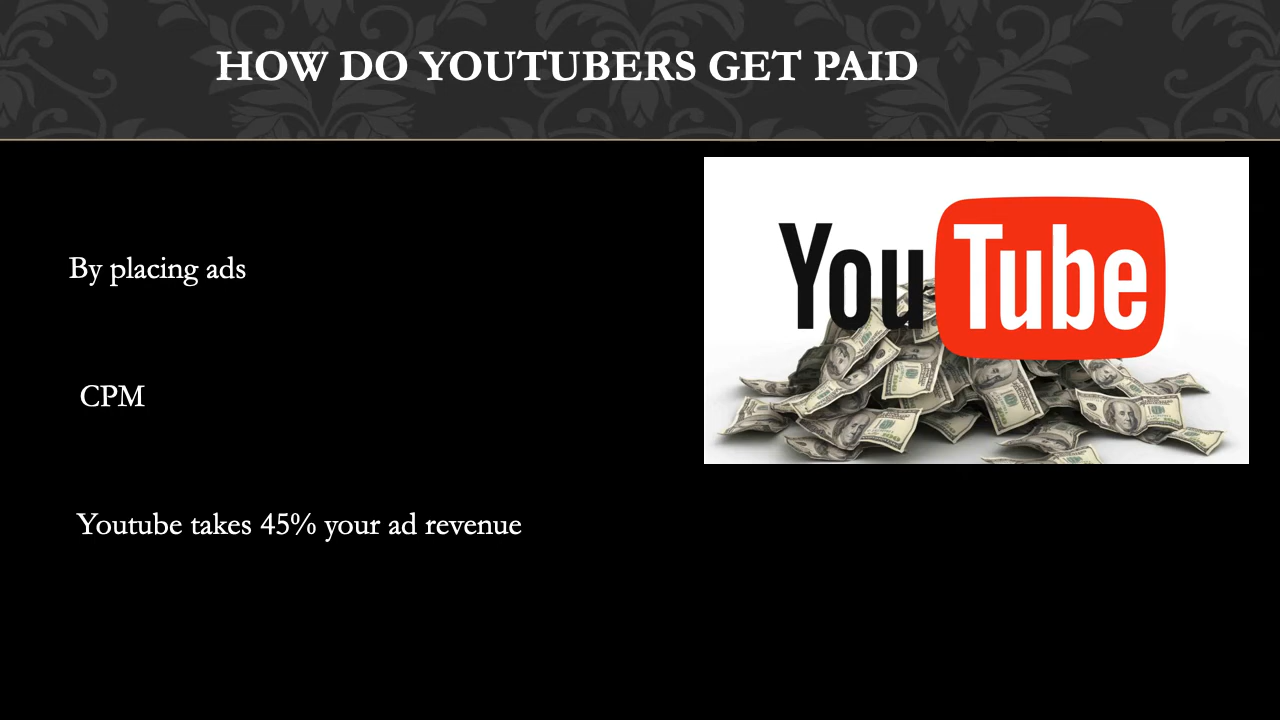 HOW DO YOUTUBERS GET PAID
By placing ads
CPM
Youtube takes 45% your ad revenue
YouTube